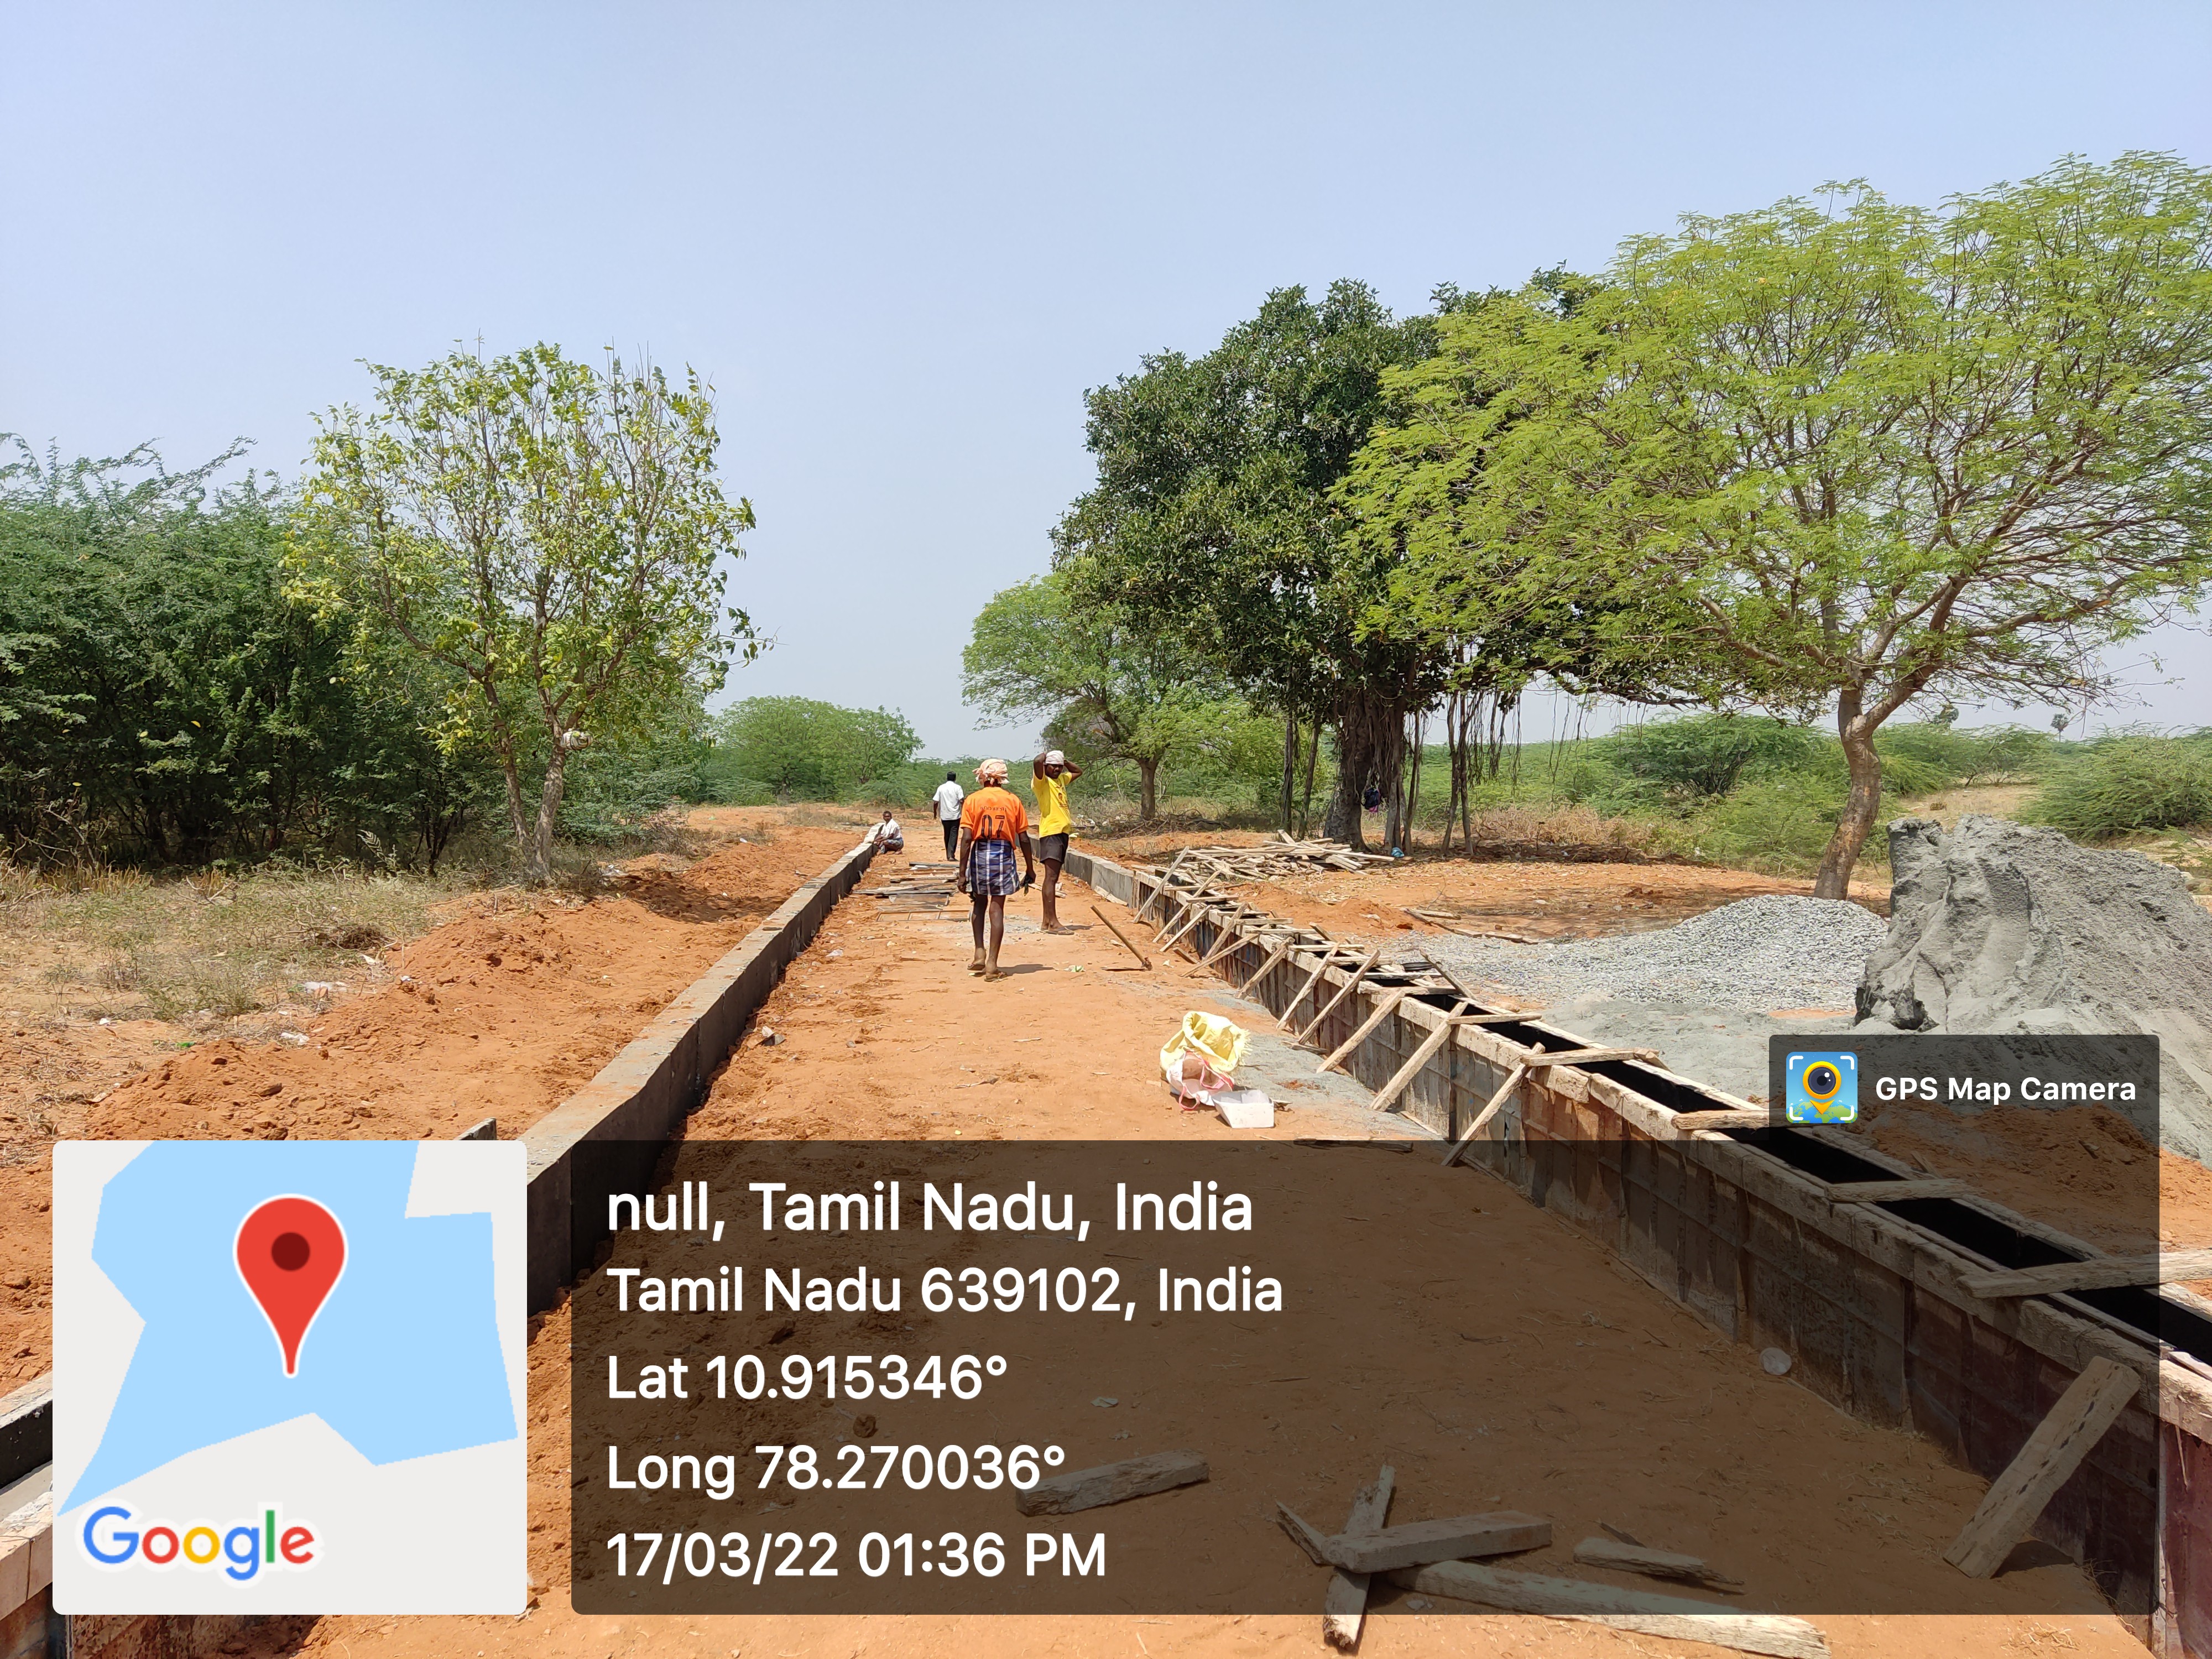 07
GPS Map Camera
null, Tamil Nadu, India
Tamil Nadu 639102, India
Lat 10.915346°
Long 78.270036°
17/03/22 01:36 PM
Google